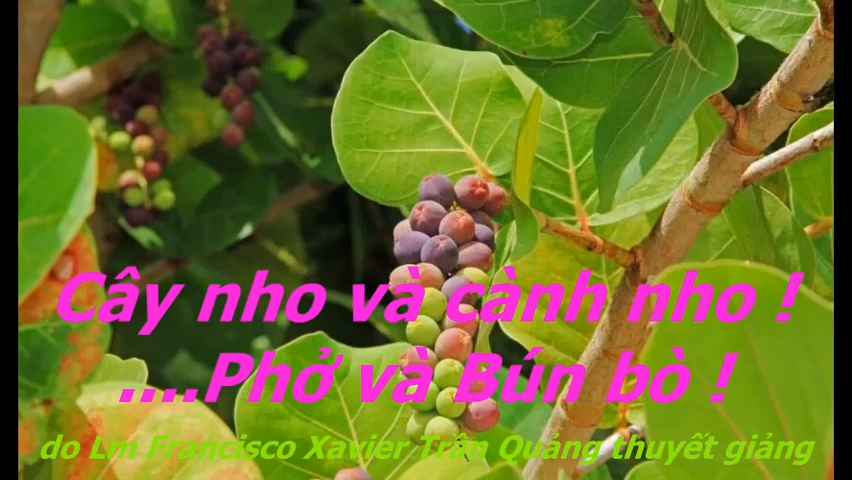 Cây nho và cành nho !
....Phở và Bún bò !
do Lm Francisco Xavier Trần Quảng thuyết giảng